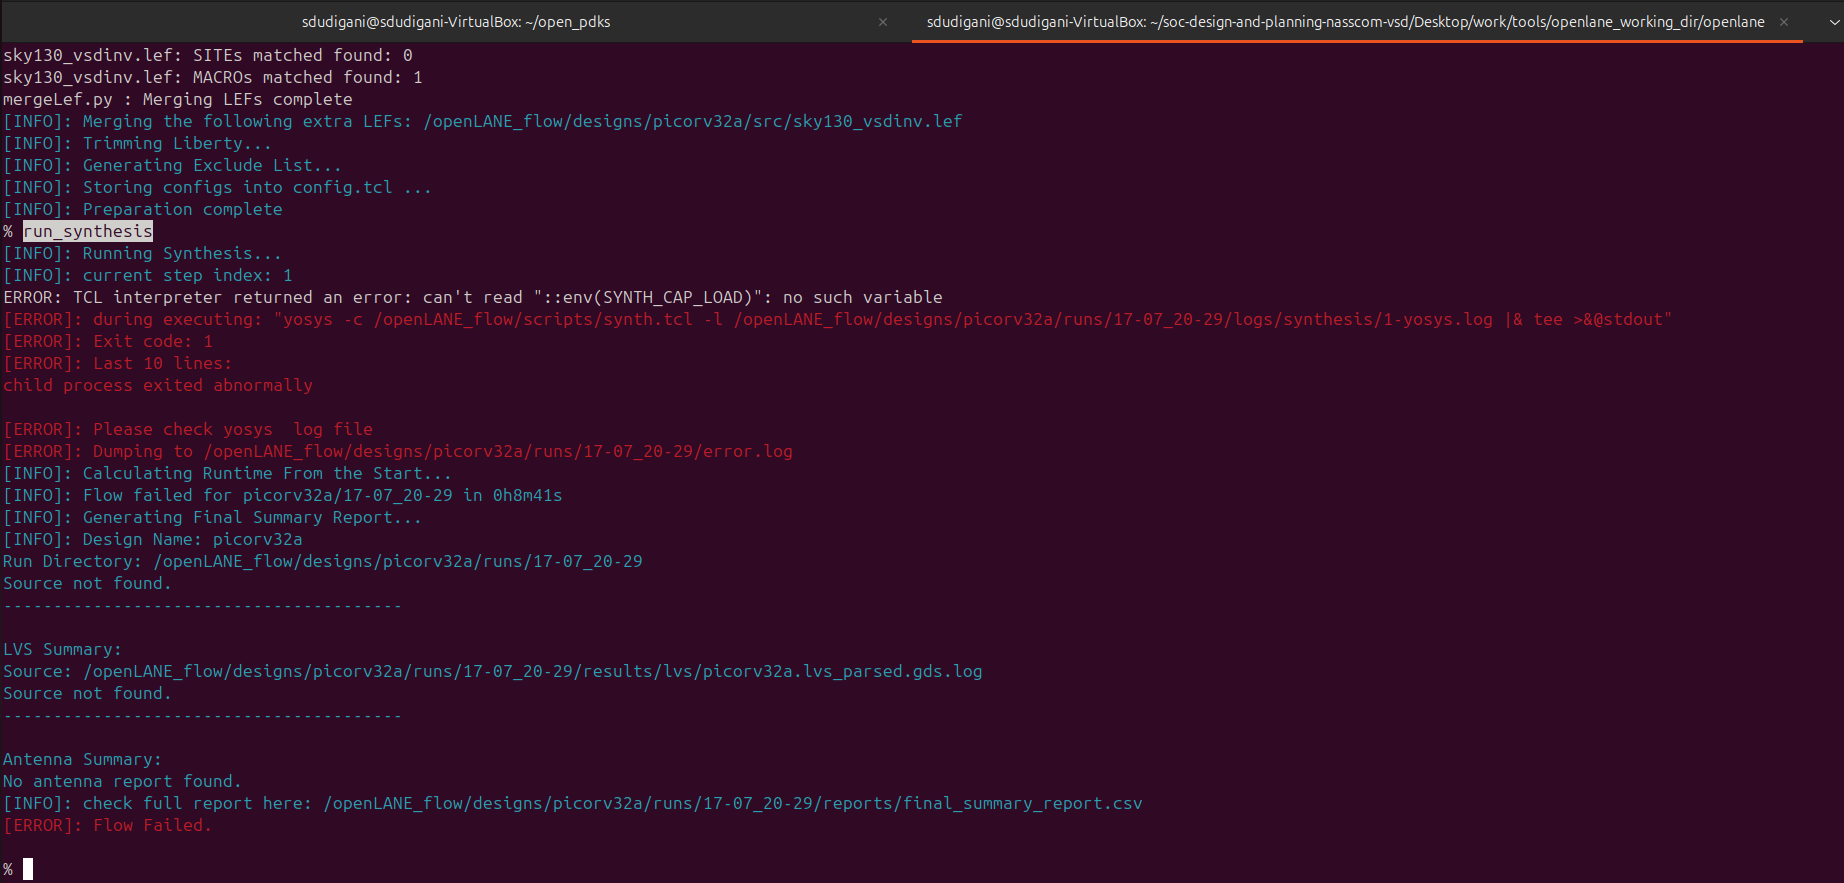 sdudigani@sdudigani-VirtualBox: ~/open_pdks
sdudigani@sdudigani-VirtualBox: ~/soc-design-and-planning-nasscom-vsd/Desktop/work/tools/openlane_working_dir/openlane
sky130_vsdinv.lef: SITEs matched found: 0
sky130_vsdinv.lef: MACROs matched found: 1
mergeLef.py : Merging LEFs complete
[INFO]: Merging the following extra LEFs: /openLANE_flow/designs/picorv32a/src/sky130_vsdinv.lef
[INFO]: Trimming Liberty...
[INFO]: Generating Exclude List...
[INFO]: Storing configs into config.tcl ...
[INFO]: Preparation complete
% run_synthesis
[INFO]: Running Synthesis...
[INFO]: current step index: 1
ERROR: TCL interpreter returned an error: can't read "::env(SYNTH_CAP_LOAD)": no such variable
[ERROR]: during executing: "yosys -c /openLANE_flow/scripts/synth.tcl -l /openLANE_flow/designs/picorv32a/runs/17-07_20-29/logs/synthesis/1-yosys.log |& tee >&@stdout"
[ERROR]: Exit code: 1
[ERROR]: Last 10 lines:
child process exited abnormally
[ERROR]: Please check yosys  log file
[ERROR]: Dumping to /openLANE_flow/designs/picorv32a/runs/17-07_20-29/error.log
[INFO]: Calculating Runtime From the Start...
[INFO]: Flow failed for picorv32a/17-07_20-29 in 0h8m41s
[INFO]: Generating Final Summary Report...
[INFO]: Design Name: picorv32a
Run Directory: /openLANE_flow/designs/picorv32a/runs/17-07_20-29
Source not found.
----------------------------------------
LVS Summary:
Source: /openLANE_flow/designs/picorv32a/runs/17-07_20-29/results/lvs/picorv32a.lvs_parsed.gds.log
Source not found.
----------------------------------------
Antenna Summary:
No antenna report found.
[INFO]: check full report here: /openLANE_flow/designs/picorv32a/runs/17-07_20-29/reports/final_summary_report.csv
[ERROR]: Flow Failed.
%